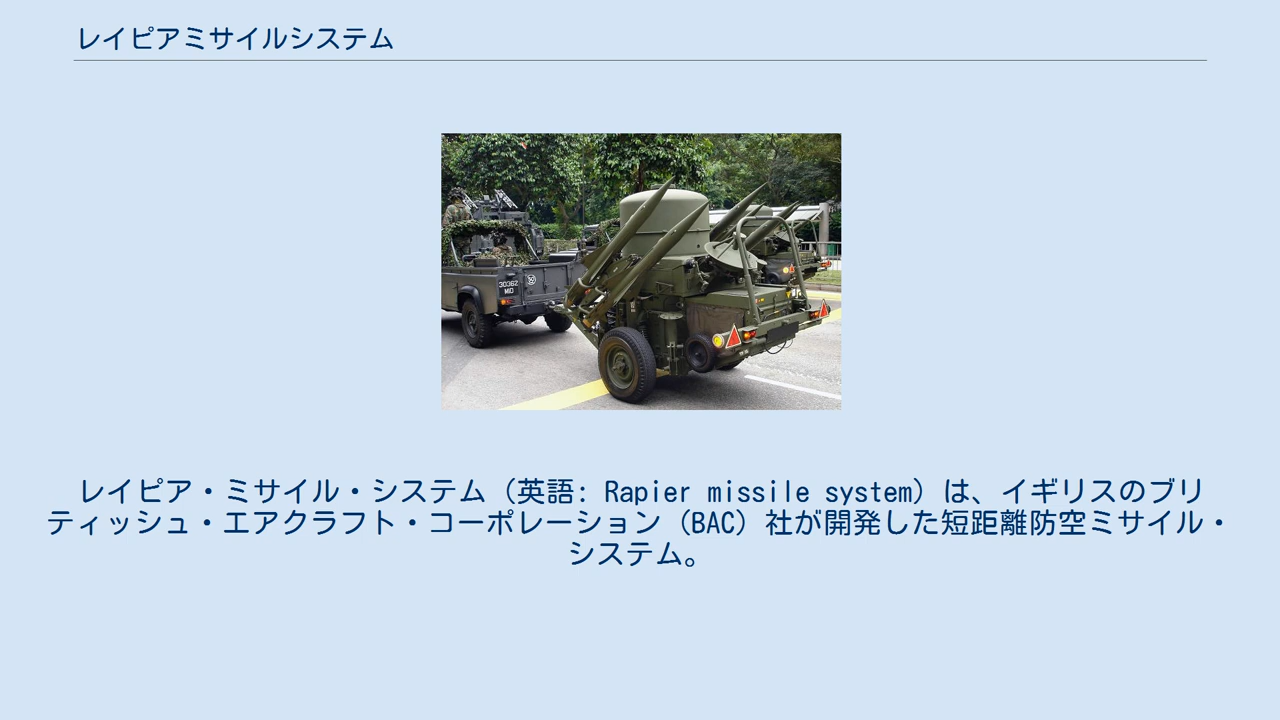 レイピアミサイルシステム
30362
MID
レイピア・ミサイル・システム（英語: Rapier missile system）は、イギリスのブリ
ティッシュ・エアクラフト・コーポレーション（BAC）社が開発した短距離防空ミサイル・
システム。